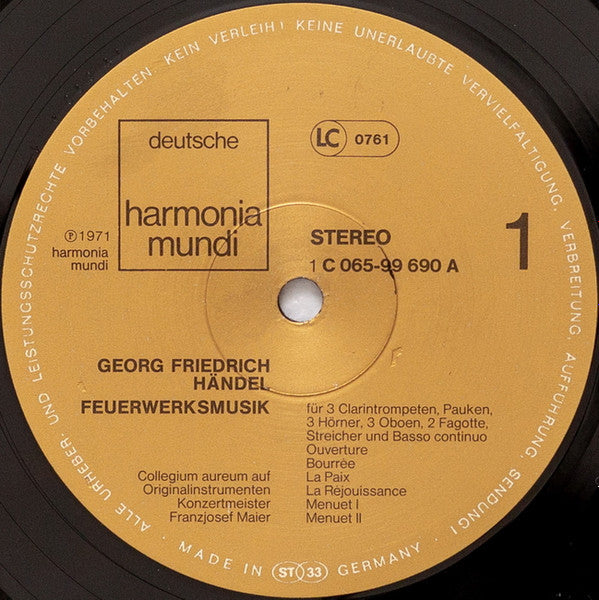 ALLE URHEBER- UND LEISTUNGSSCHUTZRECHTE VORBEHALTEN · KEIN VERLEIH! KEINE UNERLAUBTE VERVIELFÄLTIGUNG, VERBREITUNG, AUFFÜHRUNG, SENDUNG!
deutsche
harmonia
mundi
LC 0761
℗1971
harmonia
mundi
STEREO
1 C 065-99 690 A
1
GEORG FRIEDRICH
HÄNDEL
FEUERWERKSMUSIK
für 3 Clarintrompeten, Pauken,
3 Hörner, 3 Oboen, 2 Fagotte,
Streicher und Basso continuo
Ouverture
Bourrée
La Paix
La Réjouissance
Menuet I
Menuet II
Collegium aureum auf
Originalinstrumenten
Konzertmeister
Franzjosef Maier
· MADE IN ST 33 GERMANY ·